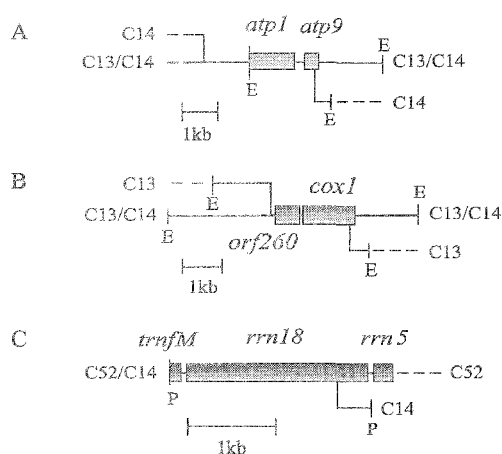 A
C14
atp1 atp9
E
C13/C14
C13/C14
E
E
C14
1kb
B
C13
cox1
E
E
C13/C14
C13/C14
E
orf260
E
C13
1kb
C
trnfM rrn18 rrn5
C52/C14
C52
P
C14
P
1kb